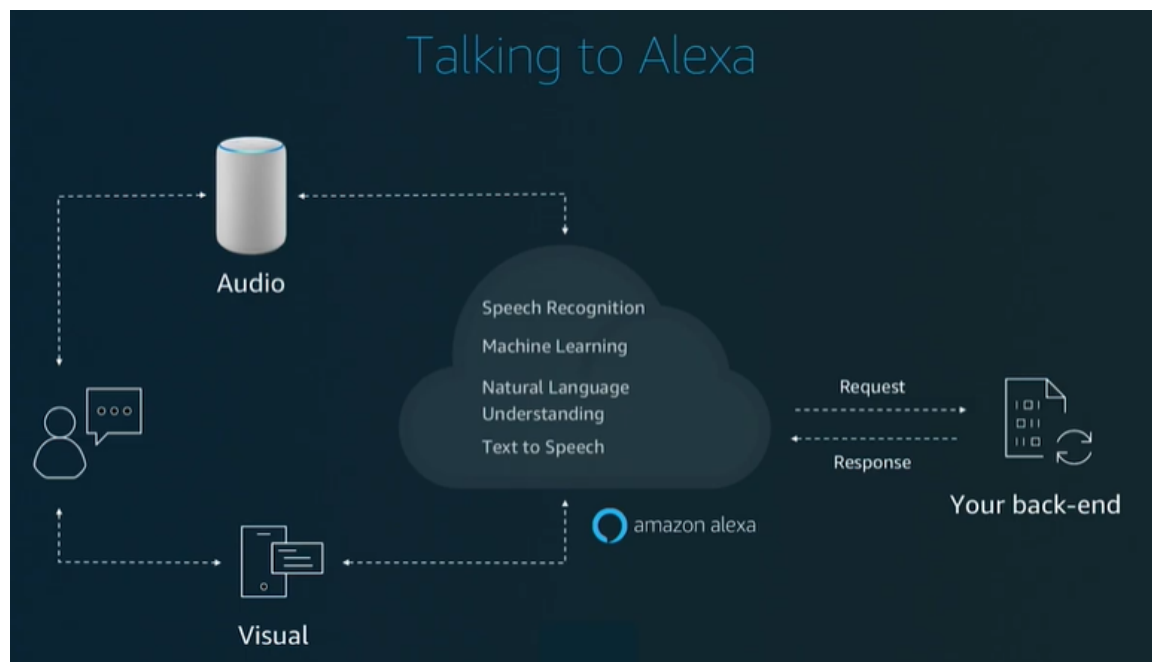 Talking to Alexa
Audio
Speech Recognition
Machine Learning
Natural Language
Understanding
Text to Speech
Request
Response
Your back-end
amazon alexa
Visual